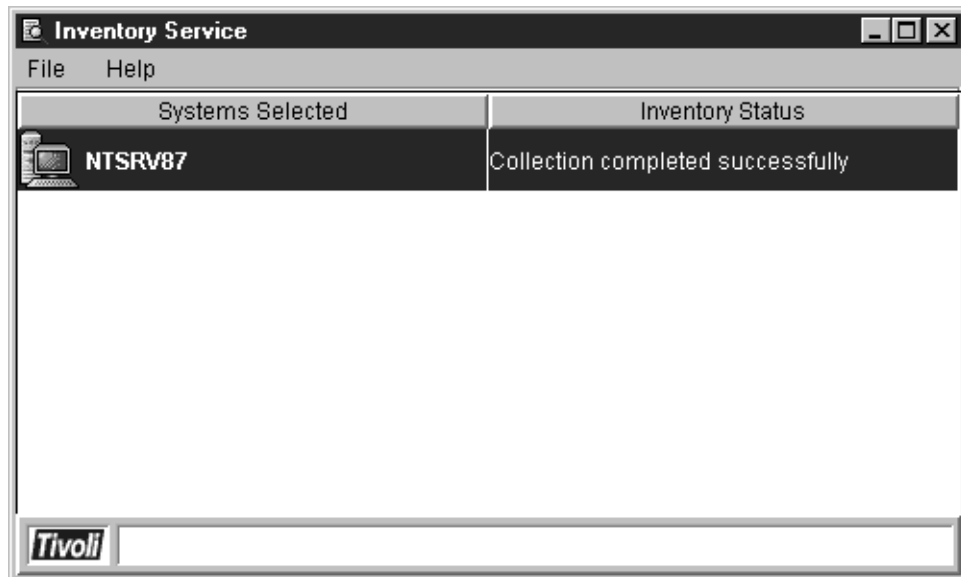 Inventory Service
File Help
Systems Selected Inventory Status
NTSRV87 Collection completed successfully
Tivoli